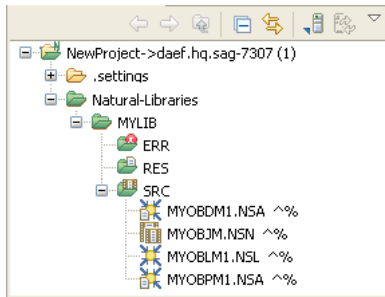 NewProject->daef.hq.sag-7307 (1)
.settings
Natural-Libraries
MYLIB
ERR
RES
SRC
MYOBDM1.NSA ^%
MYOBJM.NSN ^%
MYOBLM1.NSL ^%
MYOBPM1.NSA ^%